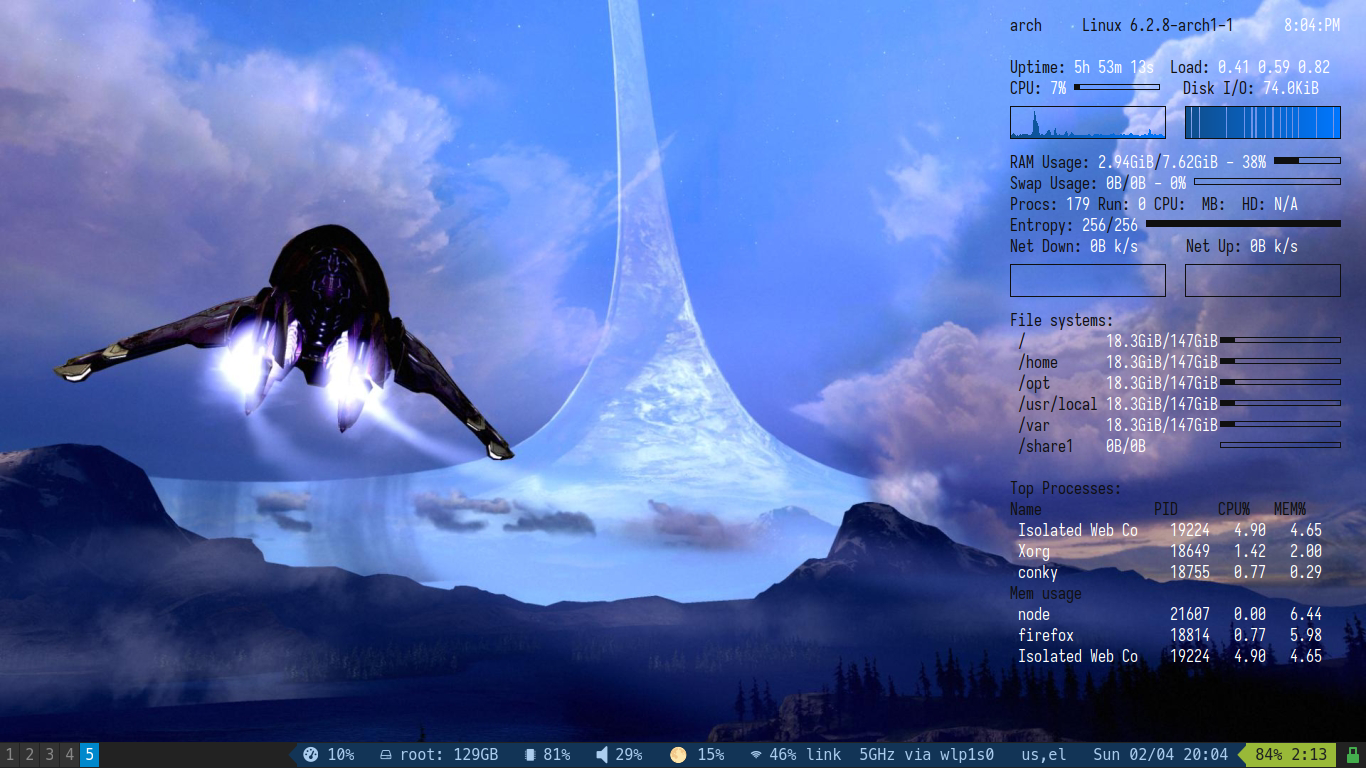 arch Linux 6.2.8-arch1-1 8:04:PM
Uptime: 5h 53m 13s Load: 0.41 0.59 0.82
CPU: 7% Disk I/O: 74.0KiB
RAM Usage: 2.94GiB/7.62GiB - 38%
Swap Usage: 0B/0B - 0%
Procs: 179 Run: 0 CPU: MB: HD: N/A
Entropy: 256/256
Net Down: 0B k/s Net Up: 0B k/s
File systems:
/ 18.3GiB/147GiB
/home 18.3GiB/147GiB
/opt 18.3GiB/147GiB
/usr/local 18.3GiB/147GiB
/var 18.3GiB/147GiB
/share1 0B/0B
Top Processes:
Name PID CPU% MEM%
Isolated Web Co 19224 4.90 4.65
Xorg 18649 1.42 2.00
conky 18755 0.77 0.29
Mem usage
node 21607 0.00 6.44
firefox 18814 0.77 5.98
Isolated Web Co 19224 4.90 4.65
1 2 3 4 5 10% root: 129GB 81% 29% 15% 46% link 5GHz via wlp1s0 us,el Sun 02/04 20:04 84% 2:13